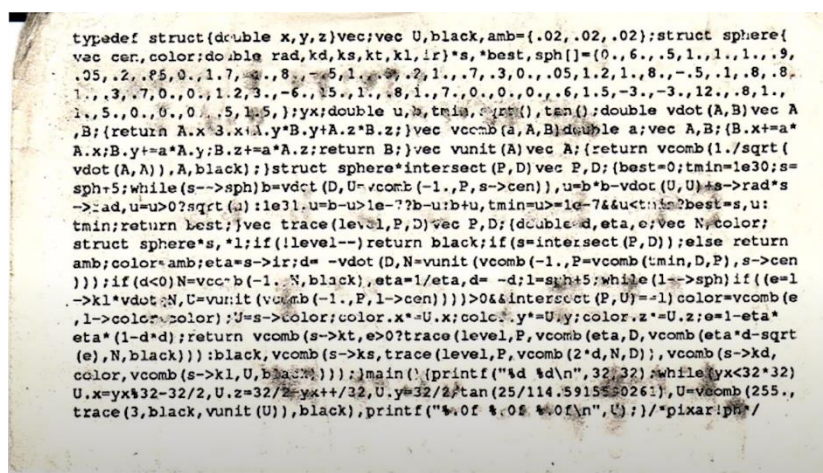 typedef struct{double x,y,z}vec;vec U,black,amb={.02,.02,.02};struct sphere{
vec cen,color;double rad,kd,ks,kt,kl,ir}*s,*best,sph[]={0.,6.,.5,1.,1.,1.,.9,
.05,.2,.85,0.,1.7,-1.,8.,-.5,1.,.5,.2,1.,.7,.3,0.,.05,1.2,1.,8.,-.5,.1,.8,.8,
1.,.3,.7,0.,0.,1.2,3.,-6.,15.,1.,.8,1.,7.,0.,0.,0.,.6,1.5,-3.,-3.,12.,.8,1.,
1.,5.,0.,0.,0.,.5,1.5,};yx;double u,b,tmin,sqrt(),tan();double vdot(A,B)vec A
,B;{return A.x*B.x+A.y*B.y+A.z*B.z;}vec vcomb(a,A,B)double a;vec A,B;{B.x+=a*
A.x;B.y+=a*A.y;B.z+=a*A.z;return B;}vec vunit(A)vec A;{return vcomb(1./sqrt(
vdot(A,A)),A,black);}struct sphere*intersect(P,D)vec P,D;{best=0;tmin=1e30;s=
sph+5;while(s-->sph)b=vdot(D,U=vcomb(-1.,P,s->cen)),u=b*b-vdot(U,U)+s->rad*s
->rad,u=u>0?sqrt(u):1e31,u=b-u>1e-7?b-u:b+u,tmin=u>=1e-7&&u<tmin?best=s,u:
tmin;return best;}vec trace(level,P,D)vec P,D;{double d,eta,e;vec N,color;
struct sphere*s,*l;if(!level--)return black;if(s=intersect(P,D));else return
amb;color=amb;eta=s->ir;d= -vdot(D,N=vunit(vcomb(-1.,P=vcomb(tmin,D,P),s->cen
)));if(d<0)N=vcomb(-1.,N,black),eta=1/eta,d= -d;l=sph+5;while(l-->sph)if((e=l
->kl*vdot(N,U=vunit(vcomb(-1.,P,l->cen))))>0&&intersect(P,U)==l)color=vcomb(e
,l->color,color);U=s->color;color.x*=U.x;color.y*=U.y;color.z*=U.z;e=1-eta*
eta*(1-d*d);return vcomb(s->kt,e>0?trace(level,P,vcomb(eta,D,vcomb(eta*d-sqrt
(e),N,black))):black,vcomb(s->ks,trace(level,P,vcomb(2*d,N,D)),vcomb(s->kd,
color,vcomb(s->kl,U,black))));}main(){printf("%d %d\n",32,32);while(yx<32*32)
U.x=yx%32-32/2,U.z=32/2-yx++/32,U.y=32/2/tan(25/114.5915590261),U=vcomb(255.,
trace(3,black,vunit(U)),black),printf("%.0f %.0f %.0f\n",U);}/*pixar!ph*/